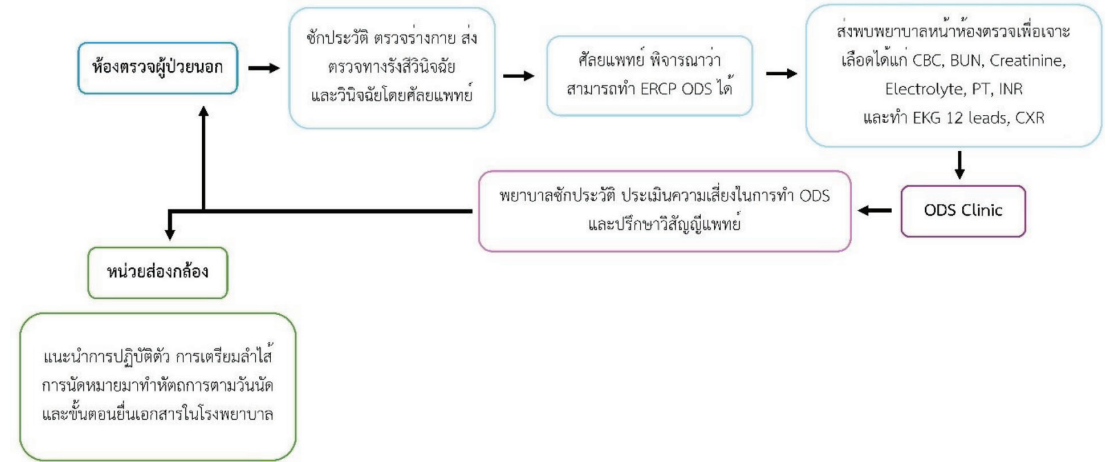 ห้องตรวจผู้ป่วยนอก
ซักประวัติ ตรวจร่างกาย ส่ง
ตรวจทางรังสีวินิจฉัย
และวินิจฉัยโดยศัลยแพทย์
ศัลยแพทย์ พิจารณาว่า
สามารถทำ ERCP ODS ได้
ส่งพบพยาบาลหน้าห้องตรวจเพื่อเจาะ
เลือดได้แก่ CBC, BUN, Creatinine,
Electrolyte, PT, INR
และทำ EKG 12 leads, CXR
ODS Clinic
พยาบาลซักประวัติ ประเมินความเสี่ยงในการทำ ODS
และปรึกษาวิสัญญีแพทย์
หน่วยส่องกล้อง
แนะนำการปฏิบัติตัว การเตรียมลำไส้
การนัดหมายมาทำหัตถการตามวันนัด
และขั้นตอนยื่นเอกสารในโรงพยาบาล